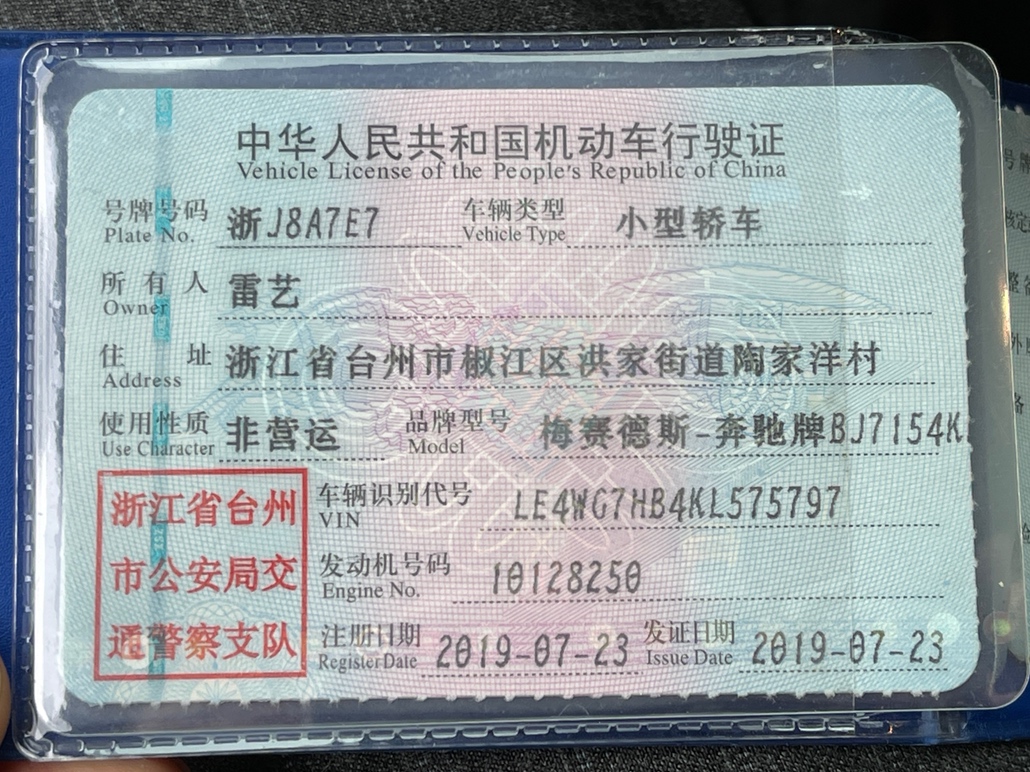 中华人民共和国机动车行驶证
Vehicle License of the People's Republic of China
号牌号码 浙J8A7E7 车辆类型 小型轿车
Plate No. Vehicle Type
所有人 雷艺
Owner
住址 浙江省台州市椒江区洪家街道陶家洋村
Address
使用性质 非营运 品牌型号 梅赛德斯-奔驰牌BJ7154K
Use Character Model
浙江省台州 车辆识别代号 LE4WG7HB4KL575797
VIN
市公安局交 发动机号码 10128250
Engine No.
通警察支队 注册日期 2019-07-23 发证日期 2019-07-23
Register Date Issue Date